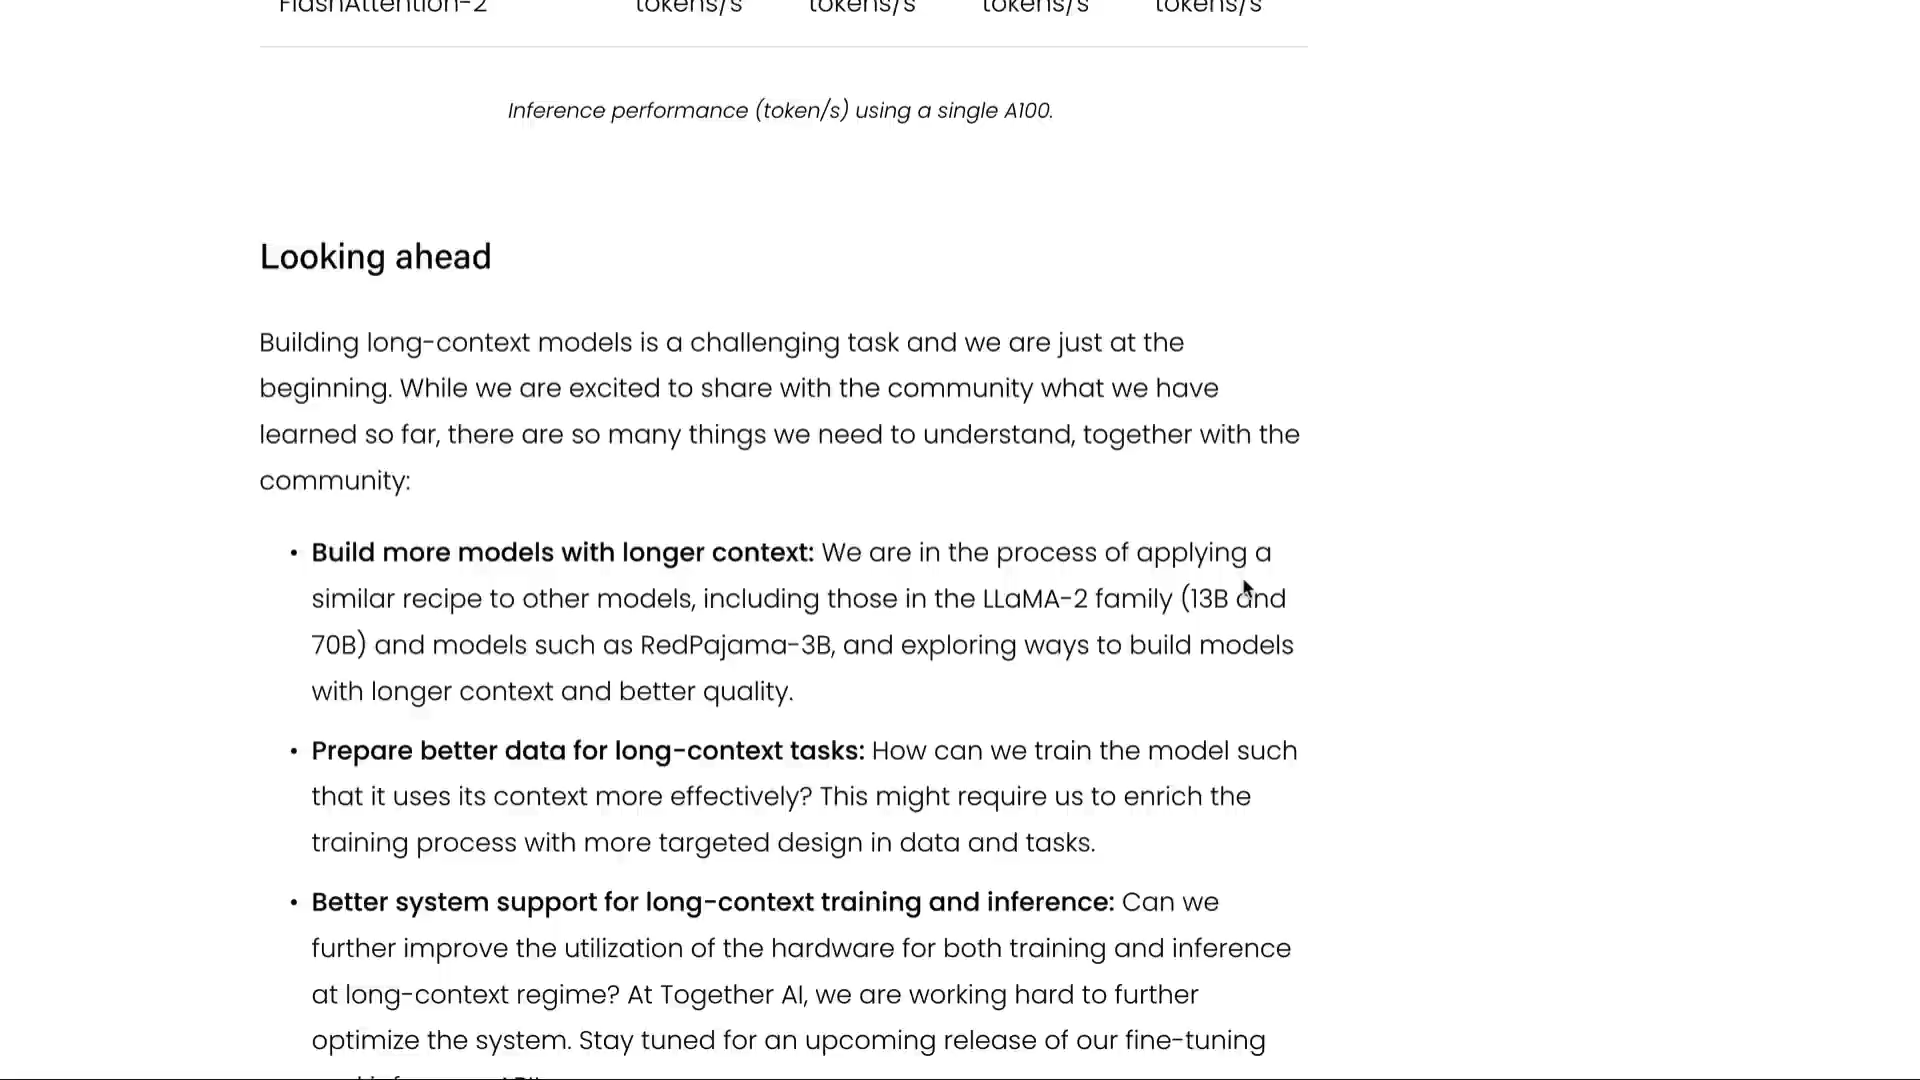 FlashAttention-2 tokens/s tokens/s tokens/s tokens/s
Inference performance (token/s) using a single A100.
Looking ahead
Building long-context models is a challenging task and we are just at the
beginning. While we are excited to share with the community what we have
learned so far, there are so many things we need to understand, together with the
community:
• Build more models with longer context: We are in the process of applying a
similar recipe to other models, including those in the LLaMA-2 family (13B and
70B) and models such as RedPajama-3B, and exploring ways to build models
with longer context and better quality.
• Prepare better data for long-context tasks: How can we train the model such
that it uses its context more effectively? This might require us to enrich the
training process with more targeted design in data and tasks.
• Better system support for long-context training and inference: Can we
further improve the utilization of the hardware for both training and inference
at long-context regime? At Together AI, we are working hard to further
optimize the system. Stay tuned for an upcoming release of our fine-tuning